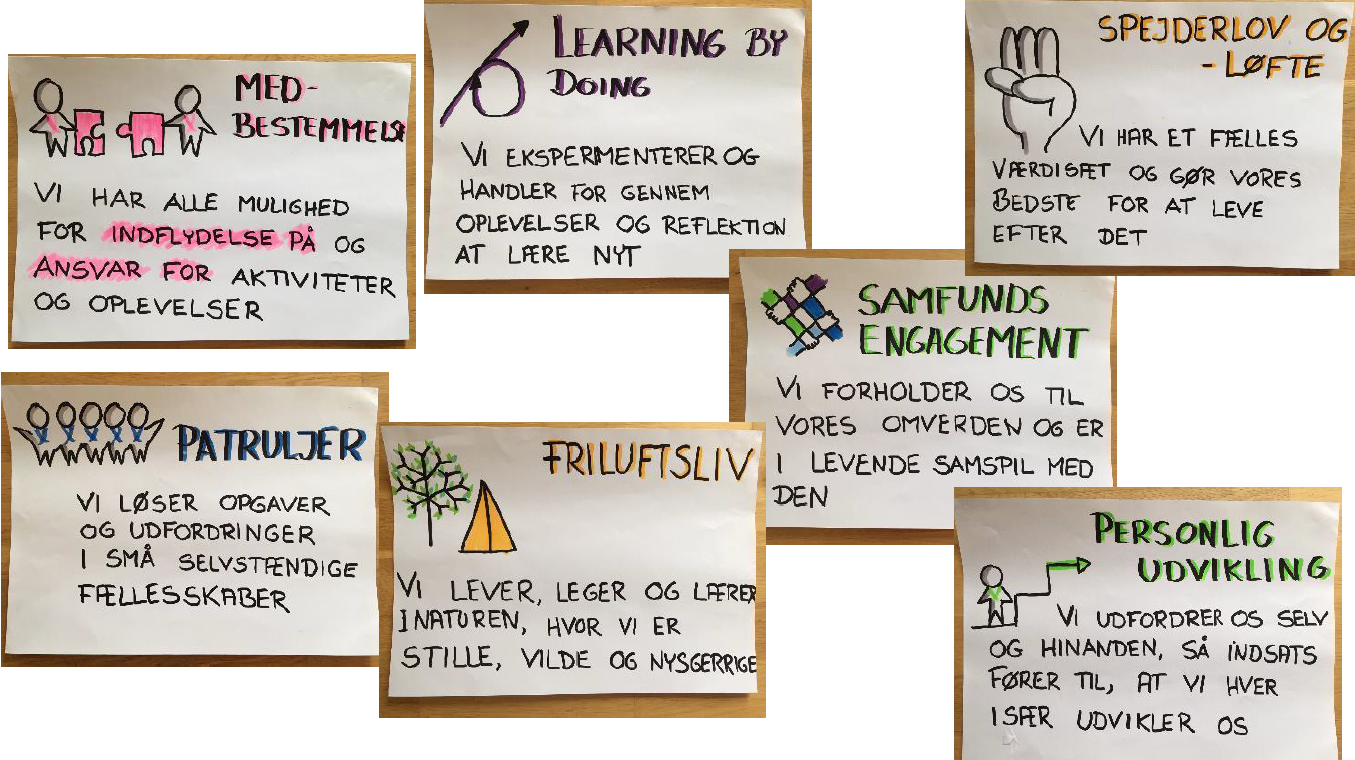 MED-
BESTEMMELSE
VI HAR ALLE MULIGHED
FOR INDFLYDELSE PÅ OG
ANSVAR FOR AKTIVITETER
OG OPLEVELSER
LEARNING BY
DOING
VI EKSPERIMENTERER OG
HANDLER FOR GENNEM
OPLEVELSER OG REFLEKTION
AT LÆRE NYT
SPEJDERLOV OG
- LØFTE
VI HAR ET FÆLLES
VÆRDISÆT OG GØR VORES
BEDSTE FOR AT LEVE
EFTER DET
SAMFUNDS
ENGAGEMENT
VI FORHOLDER OS TIL
VORES OMVERDEN OG ER
I LEVENDE SAMSPIL MED
DEN
PATRULJER
VI LØSER OPGAVER
OG UDFORDRINGER
I SMÅ SELVSTÆNDIGE
FÆLLESSKABER
FRILUFTSLIV
VI LEVER, LEGER OG LÆRER
I NATUREN, HVOR VI ER
STILLE, VILDE OG NYSGERRIGE
PERSONLIG
UDVIKLING
VI UDFORDRER OS SELV
OG HINANDEN, SÅ INDSATS
FØRER TIL, AT VI HVER
ISÆR UDVIKLER OS